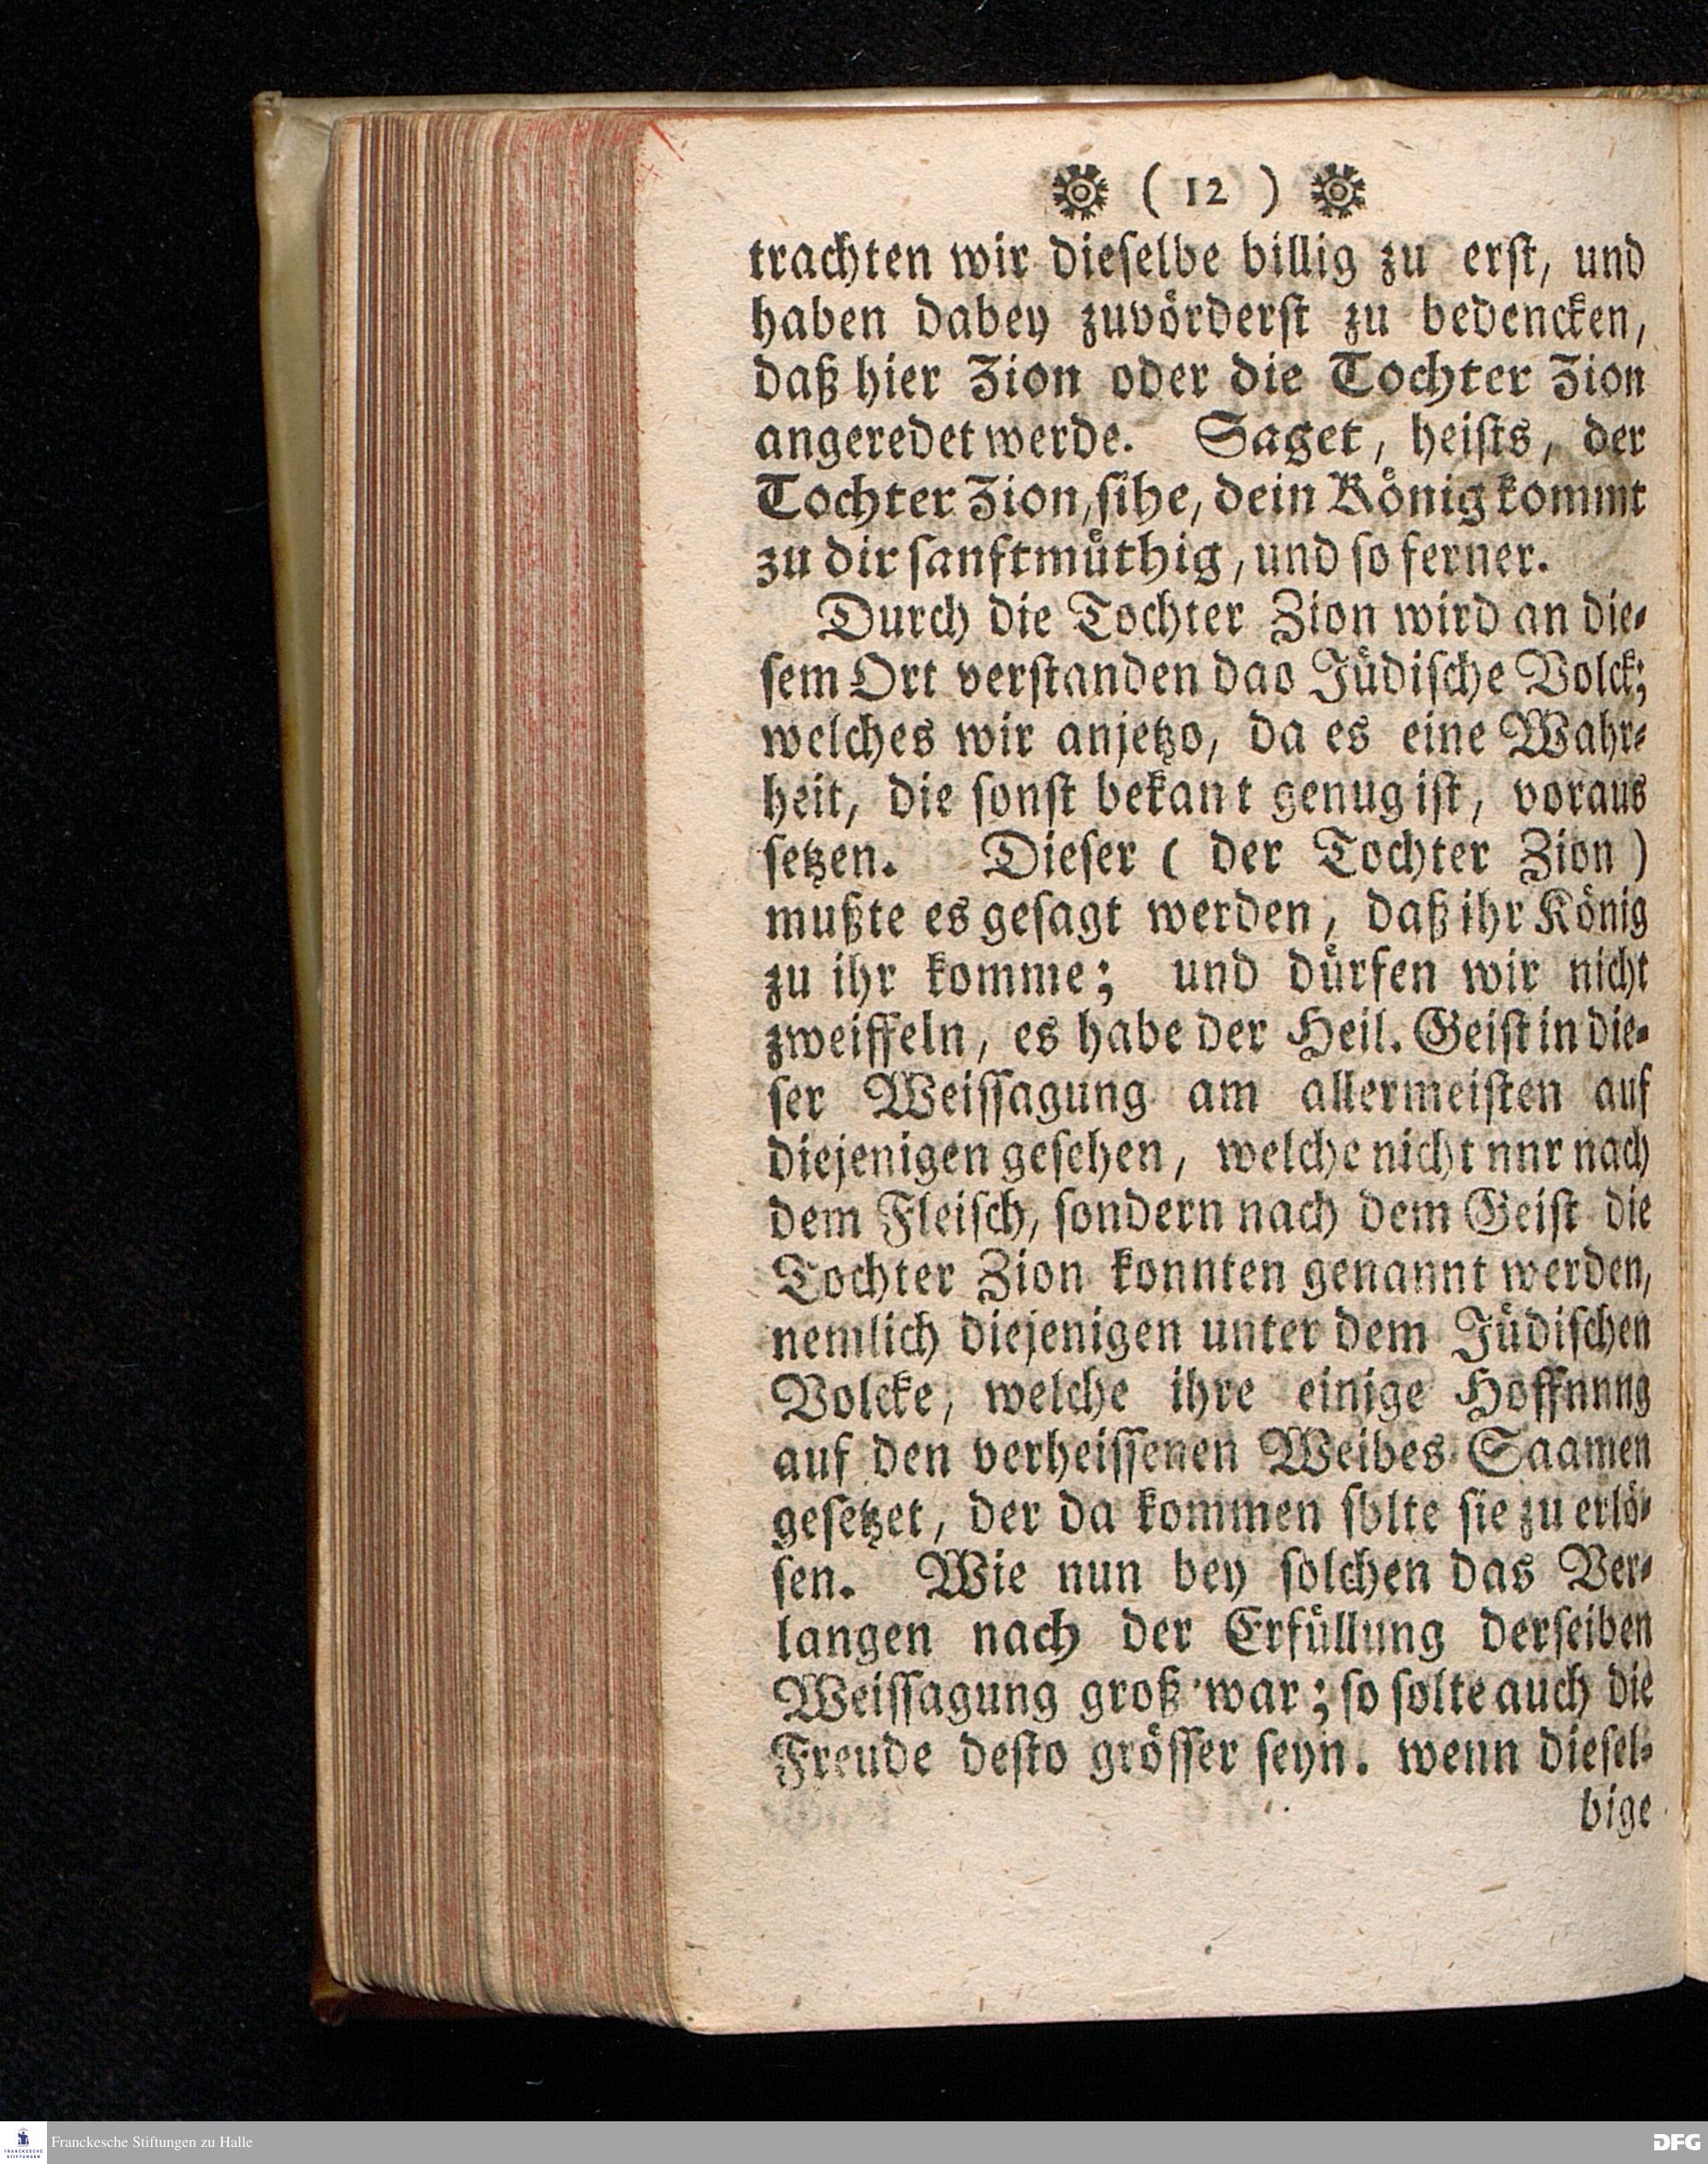 ( 12 )
trachten wir dieſelbe billig zu erſt, und
haben dabey zuvörderſt zu bedencken,
daß hier Zion oder die Tochter Zion
angeredet werde. Saget, heiſts, der
Tochter Zion, ſihe, dein König kommt
zu dir ſanftmüthig, und ſo ferner.
Durch die Tochter Zion wird an die-
ſem Ort verſtanden dao Jüdiſche Volck;
welches wir anjetzo, da es eine Wahr-
heit, die ſonſt bekant genug iſt, voraus
ſetzen. Dieſer ( der Tochter Zion )
mußte es geſagt werden, daß ihr König
zu ihr komme; und dürfen wir nicht
zweiffeln, es habe der Heil. Geiſt in die-
ſer Weiſſagung am allermeiſten auf
diejenigen geſehen, welche nicht nnr nach
dem Fleiſch, ſondern nach dem Geiſt die
Tochter Zion konnten genannt werden,
nemlich diejenigen unter dem Jüdiſchen
Volcke, welche ihre einige Hoffnnng
auf den verheiſſenen Weibes-Saamen
geſetzet, der da kommen ſolte ſie zu erlö-
ſen. Wie nun bey ſolchen das Ver-
langen nach der Erfüllung derſeiben
Weiſſagung groß war; ſo ſolte auch die
Freude deſto gröſſer ſeyn. wenn dieſel-
bige
Franckesche Stiftungen zu Halle
FRANCKESCHE
STIFTUNGEN
DFG